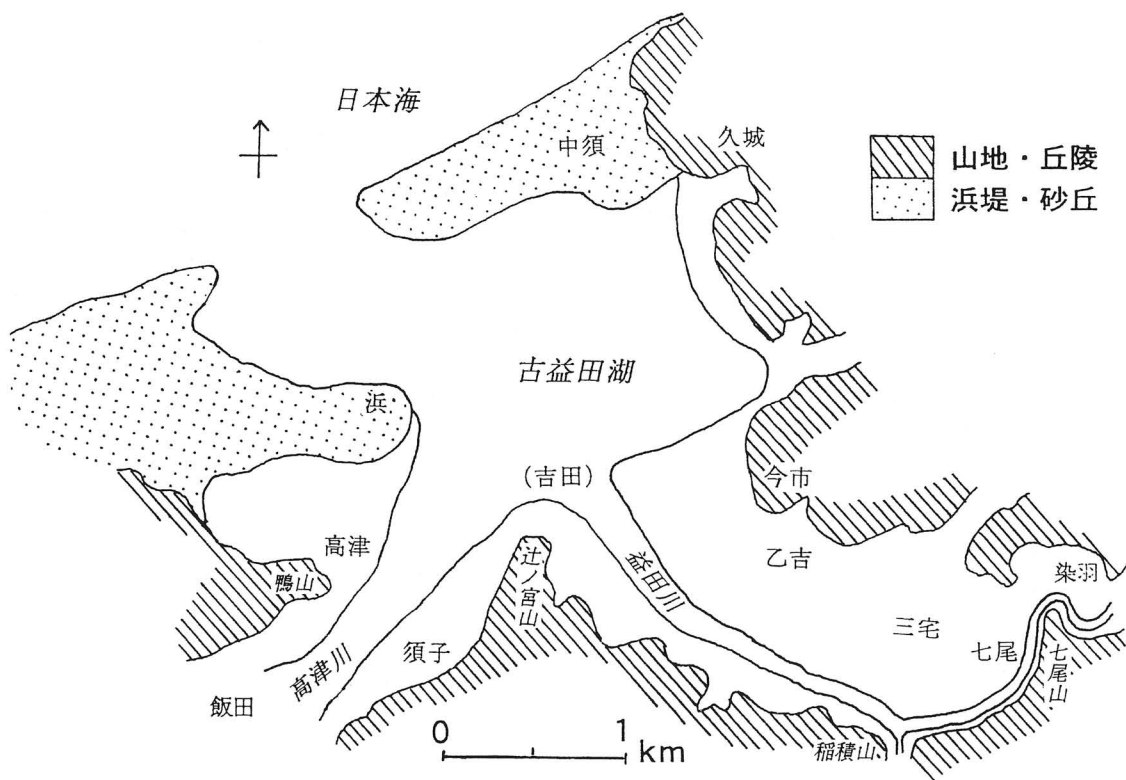 日本海
中須
久城
山地・丘陵
浜堤・砂丘
古益田湖
浜
(吉田)
今市
高津
辻ノ宮山
益田川
乙吉
鴨山
染羽
三宅
須子
高津川
七尾
七尾山
飯田
0 1
km
稲積山